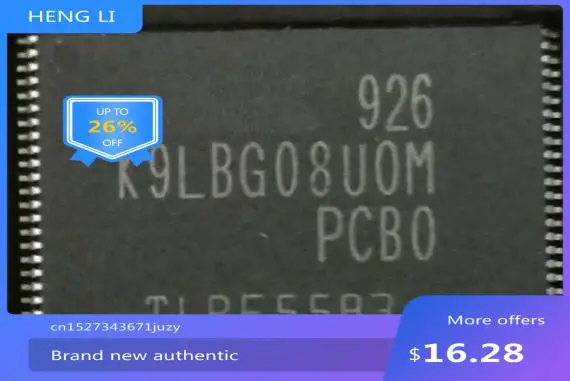 HENG LI
926
UP TO
26%
OFF
K9LBG08U0M
PCB0
cn1527343671juzy
More offers
Brand new authentic
$16.28